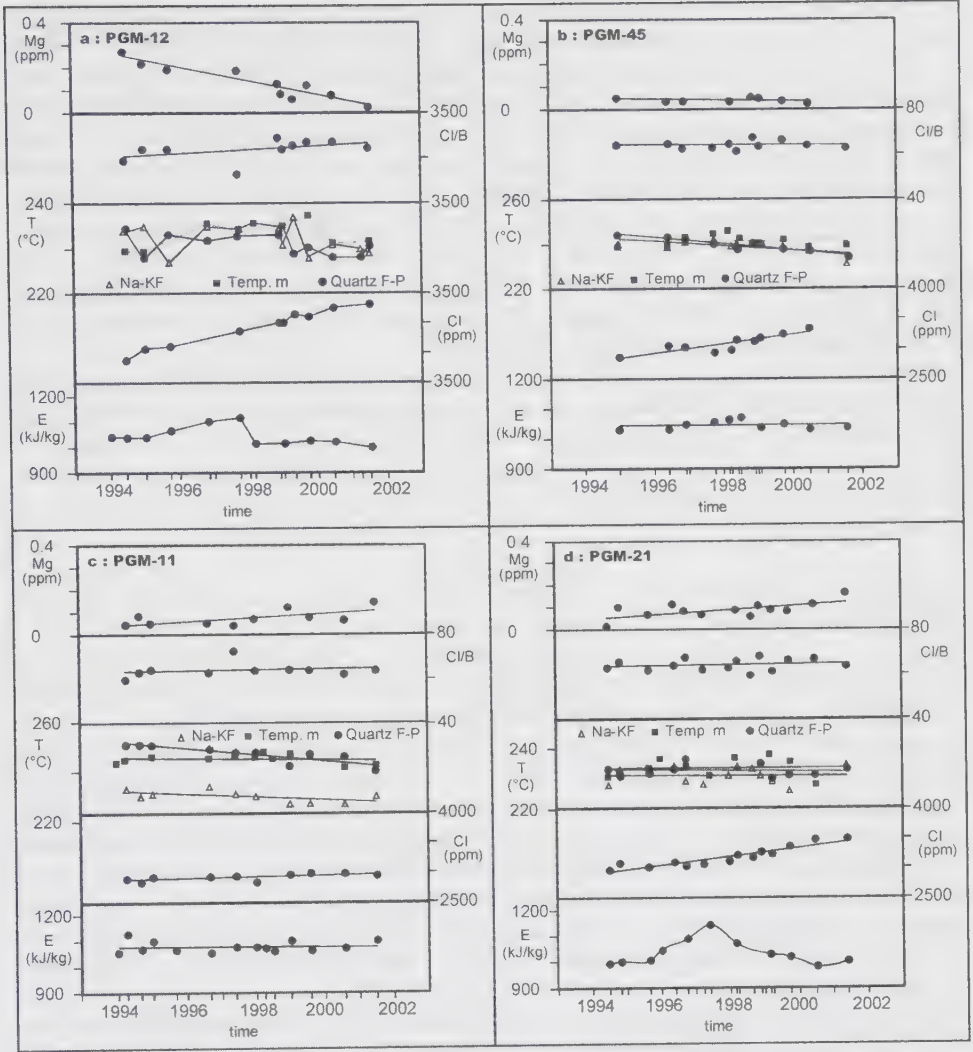 a : PGM-12
0.4
Mg
(ppm)
0
3500
Cl/B
3500
240
T
(°C)
Na-KF Temp. m Quartz F-P
220
3500
Cl
(ppm)
3500
1200
E
(kJ/kg)
900
1994 1996 1998 2000 2002
time
b : PGM-45
0.4
Mg
(ppm)
0
80
Cl/B
40
260
T
(°C)
Na-KF Temp. m Quartz F-P
220
4000
Cl
(ppm)
2500
1200
E
(kJ/kg)
900
1994 1996 1998 2000 2002
time
c : PGM-11
0.4
Mg
(ppm)
0
80
Cl/B
40
260
Na-KF Temp. m Quartz F-P
T
(°C)
220
4000
Cl
(ppm)
2500
1200
E
(kJ/kg)
900
1994 1996 1998 2000 2002
time
d : PGM-21
0.4
Mg
(ppm)
0
80
Cl/B
40
Na-KF Temp. m Quartz F-P
240
T
(°C)
220
4000
Cl
(ppm)
2500
1200
E
(kJ/kg)
900
1994 1996 1998 2000 2002
time